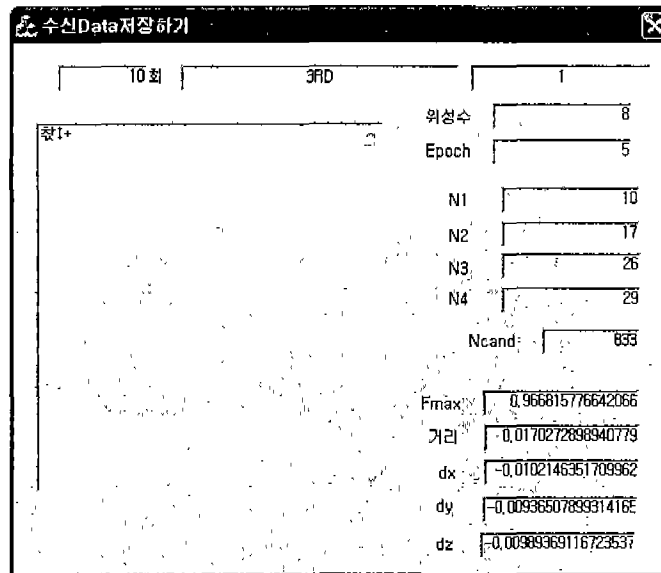 수신Data저장하기
10 회 3RD 1
위성수 8
Epoch 5
N1 10
N2 17
N3 26
N4 29
Ncand 833
Fmax 0,966815776642066
거리 -0,0170272898940779
dx -0,0102146351709962
dy -0,00936507899314165
dz -0,00989369116723537